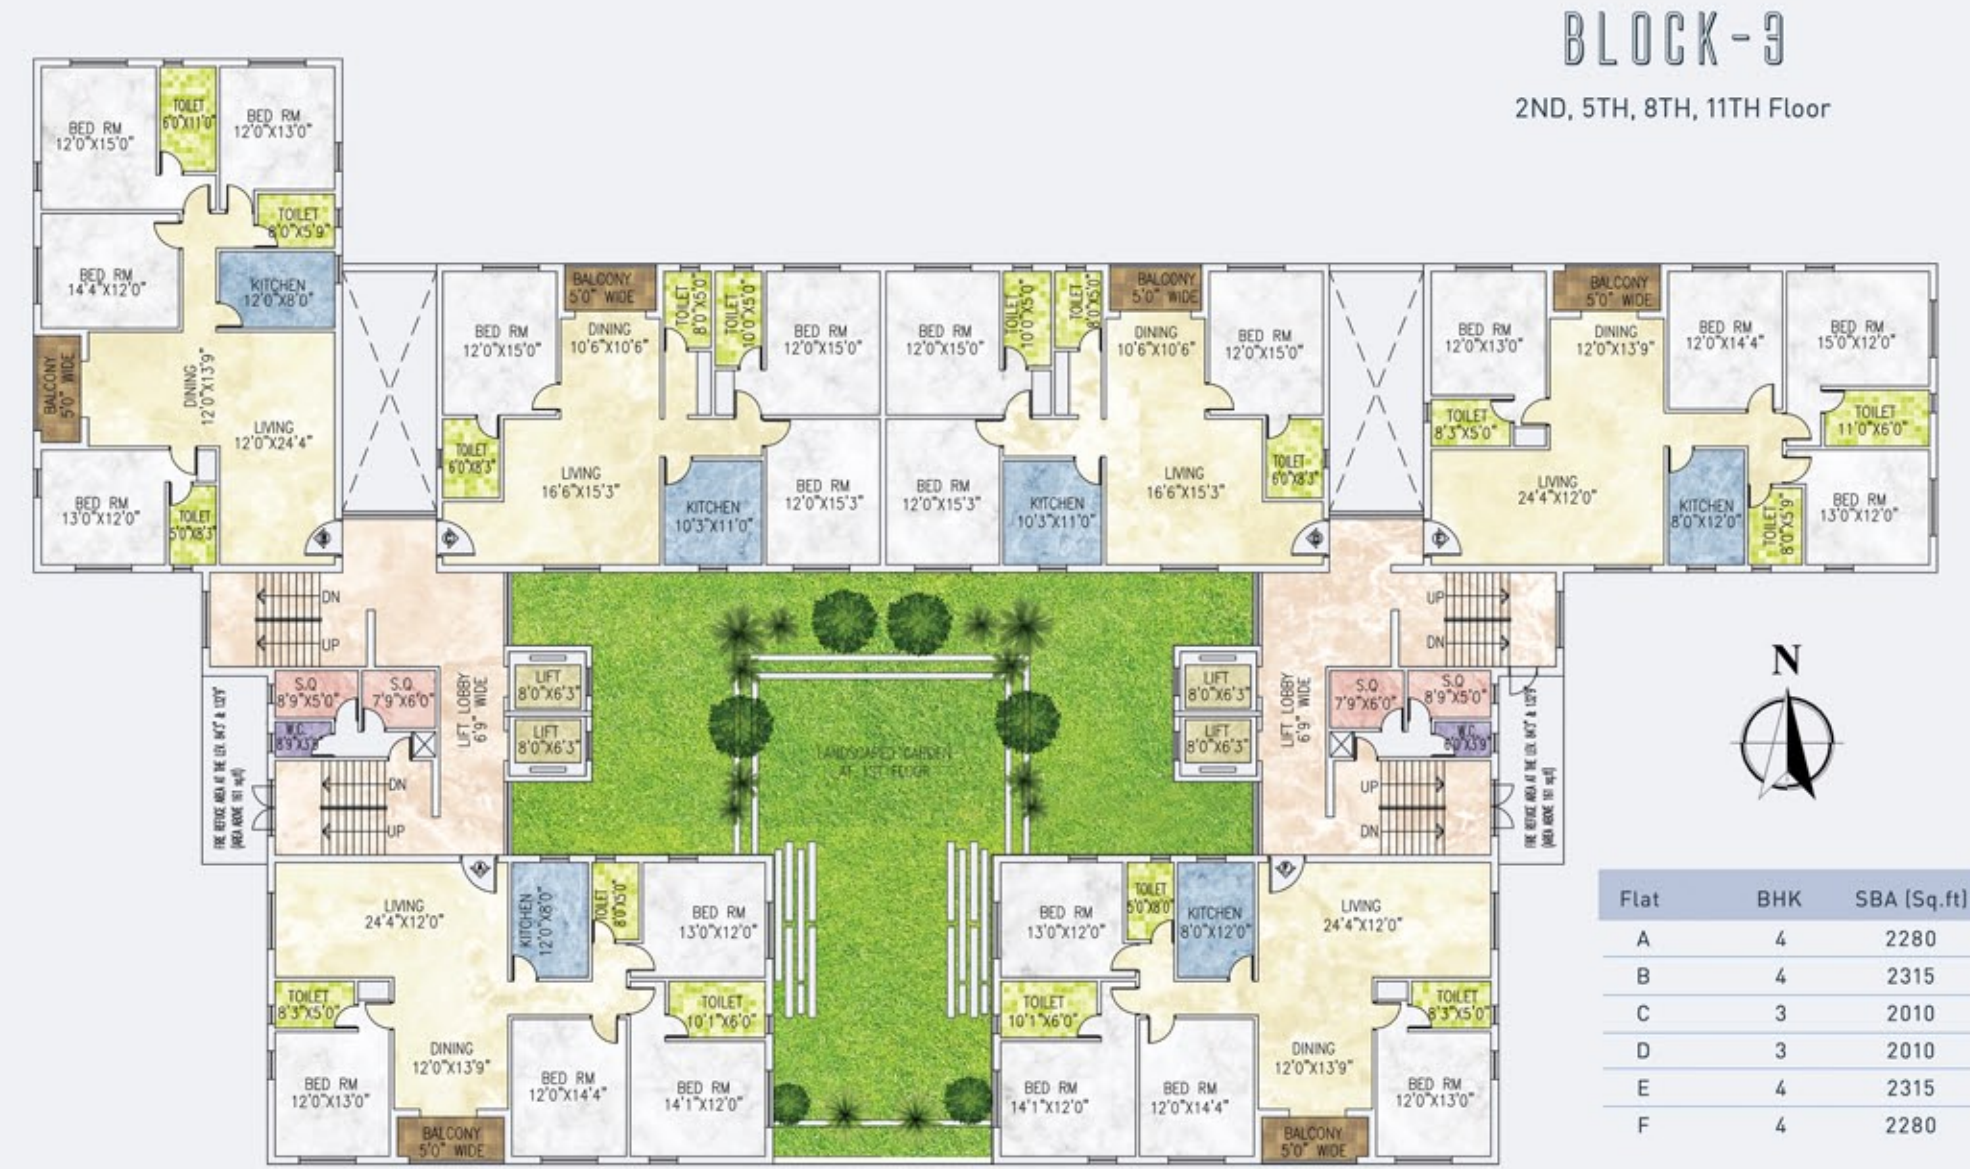 BLOCK-3
2ND, 5TH, 8TH, 11TH Floor
BED RM
12'0"X15'0"
TOILET
6'0"X11'0"
BED RM
12'0"X13'0"
TOILET
8'0"X5'9"
BED RM
14'4"X12'0"
KITCHEN
12'0"X8'0"
BALCONY
5'0" WIDE
DINING
12'0"X13'9"
LIVING
12'0"X24'4"
BED RM
13'0"X12'0"
TOILET
5'0"X8'3"
B
BED RM
12'0"X15'0"
BALCONY
5'0" WIDE
DINING
10'6"X10'6"
TOILET
8'0"X5'0"
TOILET
10'0"X5'0"
BED RM
12'0"X15'0"
TOILET
6'0"X8'3"
LIVING
16'6"X15'3"
KITCHEN
10'3"X11'0"
BED RM
12'0"X15'3"
C
BED RM
12'0"X15'0"
TOILET
10'0"X5'0"
TOILET
8'0"X5'0"
BALCONY
5'0" WIDE
DINING
10'6"X10'6"
BED RM
12'0"X15'0"
BED RM
12'0"X15'3"
KITCHEN
10'3"X11'0"
LIVING
16'6"X15'3"
TOILET
6'0"X8'3"
D
BED RM
12'0"X13'0"
BALCONY
5'0" WIDE
DINING
12'0"X13'9"
BED RM
12'0"X14'4"
BED RM
15'0"X12'0"
TOILET
8'3"X5'0"
TOILET
11'0"X6'0"
LIVING
24'4"X12'0"
KITCHEN
8'0"X12'0"
TOILET
8'0"X5'9"
BED RM
13'0"X12'0"
E
DN
UP
S.Q
8'9"X5'0"
S.Q
7'9"X6'0"
W.C.
LIFT LOBBY
6'9" WIDE
LIFT
8'0"X6'3"
LIFT
8'0"X6'3"
DN
UP
FIRE REFUGE AREA AT THE LEV.
(AREA ABOVE 161 sqft)
LANDSCAPED GARDEN
AT 1ST FLOOR
LIFT
8'0"X6'3"
LIFT
8'0"X6'3"
LIFT LOBBY
6'9" WIDE
UP
DN
S.Q
7'9"X6'0"
S.Q
8'9"X5'0"
W.C.
UP
DN
FIRE REFUGE AREA AT THE LEV.
(AREA ABOVE 161 sqft)
N
A
LIVING
24'4"X12'0"
KITCHEN
12'0"X8'0"
TOILET
8'0"X5'0"
BED RM
13'0"X12'0"
TOILET
8'3"X5'0"
TOILET
10'1"X6'0"
DINING
12'0"X13'9"
BED RM
12'0"X13'0"
BED RM
12'0"X14'4"
BED RM
14'1"X12'0"
BALCONY
5'0" WIDE
F
BED RM
13'0"X12'0"
TOILET
5'0"X8'0"
KITCHEN
8'0"X12'0"
LIVING
24'4"X12'0"
TOILET
10'1"X6'0"
TOILET
8'3"X5'0"
DINING
12'0"X13'9"
BED RM
14'1"X12'0"
BED RM
12'0"X14'4"
BED RM
12'0"X13'0"
BALCONY
5'0" WIDE
Flat BHK SBA (Sq.ft)
A 4 2280
B 4 2315
C 3 2010
D 3 2010
E 4 2315
F 4 2280